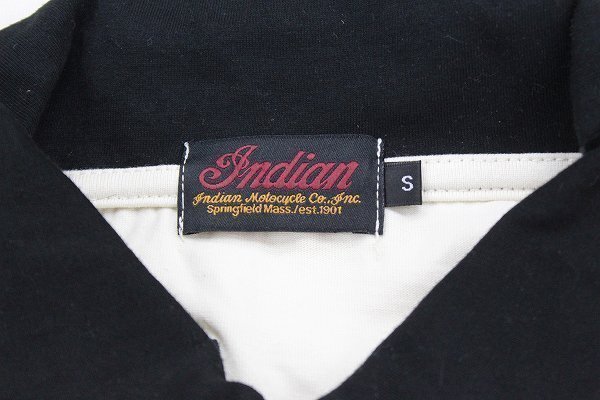 Indian
Indian Motocycle Co., Inc.
Springfield Mass./est.1901
S